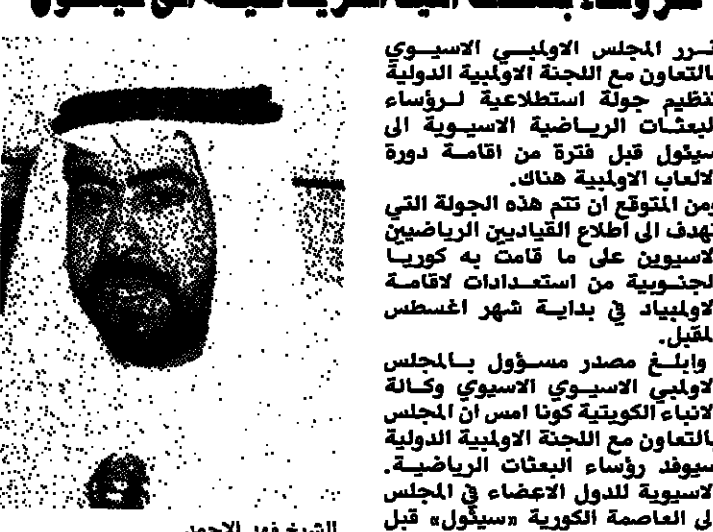 قرر المجلس الاولمبي الاسيوي
بالتعاون مع اللجنة الاولمبية الدولية
تنظيم جولة استطلاعية لرؤساء
البعثات الرياضية الاسيوية الى
سيئول قبل فترة من اقامة دورة
الالعاب الاولمبية هناك.
ومن المتوقع ان تتم هذه الجولة التي
تهدف الى اطلاع القياديين الرياضيين
الاسيوين على ما قامت به كوريا
الجنوبية من استعدادات لاقامة
الاولمبياد في بداية شهر اغسطس
المقبل.
وابلغ مصدر مسؤول بالمجلس
الاولمبي الاسيوي الاسيوي وكالة
الانباء الكويتية كونا امس ان المجلس
بالتعاون مع اللجنة الاولمبية الدولية
سيوفد رؤساء البعثات الرياضية.
الاسيوية للدول الاعضاء في المجلس
الى العاصمة الكورية «سيئول» قبل
الشيخ فهد الاحمد